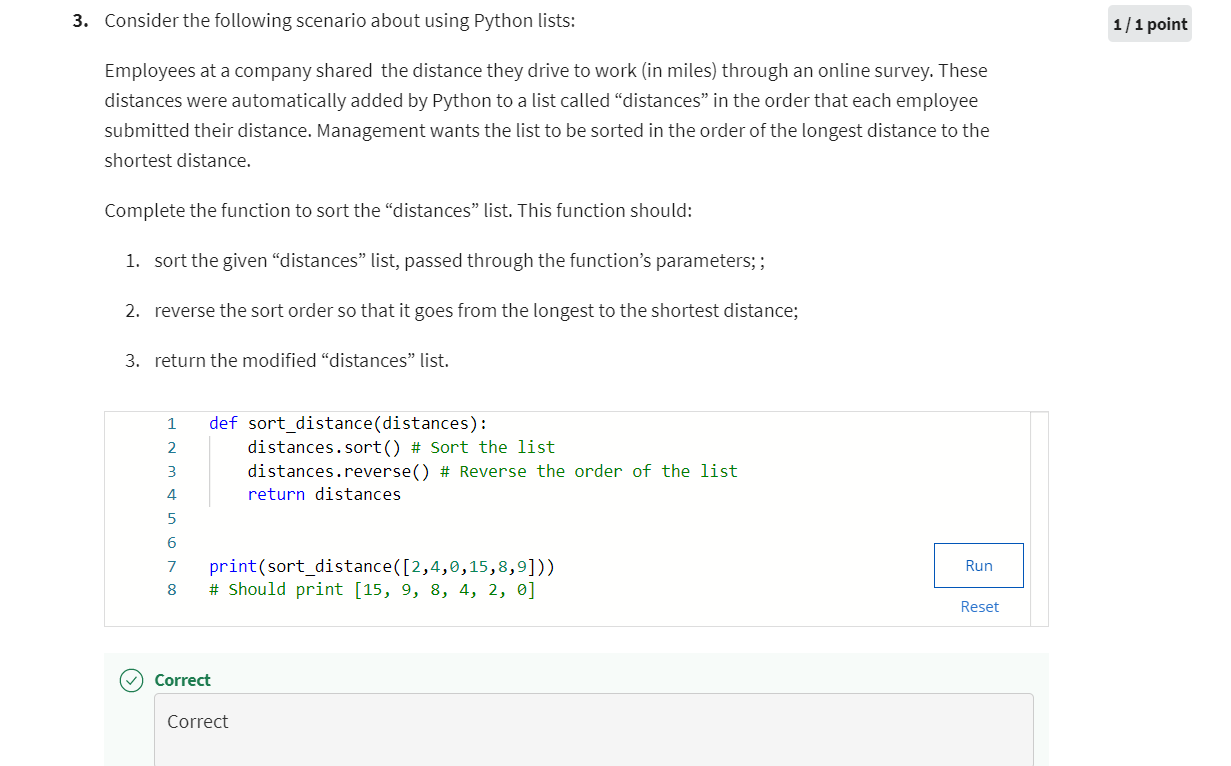 3. Consider the following scenario about using Python lists:
1 / 1 point
Employees at a company shared  the distance they drive to work (in miles) through an online survey. These
distances were automatically added by Python to a list called “distances” in the order that each employee
submitted their distance. Management wants the list to be sorted in the order of the longest distance to the
shortest distance.
Complete the function to sort the “distances” list. This function should:
1. sort the given “distances” list, passed through the function’s parameters; ;
2. reverse the sort order so that it goes from the longest to the shortest distance;
3. return the modified “distances” list.
1 def sort_distance(distances):
2     distances.sort() # Sort the list
3     distances.reverse() # Reverse the order of the list
4     return distances
5
6
7 print(sort_distance([2,4,0,15,8,9]))
8 # Should print [15, 9, 8, 4, 2, 0]
Run
Reset
Correct
Correct